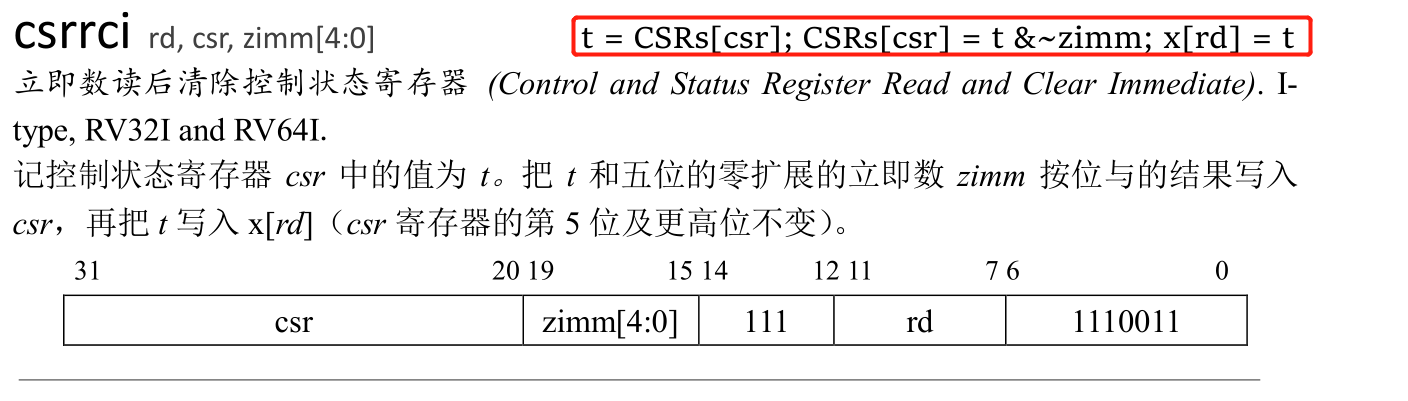 csrrci rd, csr, zimm[4:0] t = CSRs[csr]; CSRs[csr] = t &~zimm; x[rd] = t
立即数读后清除控制状态寄存器 (Control and Status Register Read and Clear Immediate). I-
type, RV32I and RV64I.
记控制状态寄存器 csr 中的值为 t。把 t 和五位的零扩展的立即数 zimm 按位与的结果写入
csr，再把 t 写入 x[rd]（csr 寄存器的第 5 位及更高位不变）。
31 20 19 15 14 12 11 7 6 0
csr zimm[4:0] 111 rd 1110011